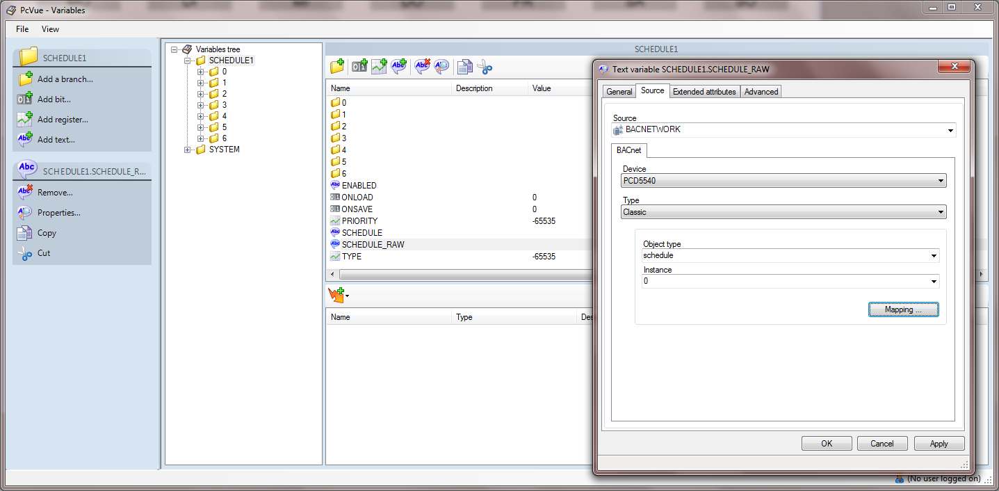 PcVue - Variables
File View
SCHEDULE1
Add a branch...
Add bit...
Add register...
Add text...
SCHEDULE1.SCHEDULE_R...
Remove...
Properties...
Copy
Cut
Variables tree
SCHEDULE1
0
1
2
3
4
5
6
SYSTEM
SCHEDULE1
Name Description Value
0
1
2
3
4
5
6
ENABLED
ONLOAD 0
ONSAVE 0
PRIORITY -65535
SCHEDULE
SCHEDULE_RAW
TYPE -65535
Name Type Des
Text variable SCHEDULE1.SCHEDULE_RAW
General Source Extended attributes Advanced
Source
BACNETWORK
BACnet
Device
PCD5540
Type
Classic
Object type
schedule
Instance
0
Mapping ...
OK Cancel Apply
(No user logged on)